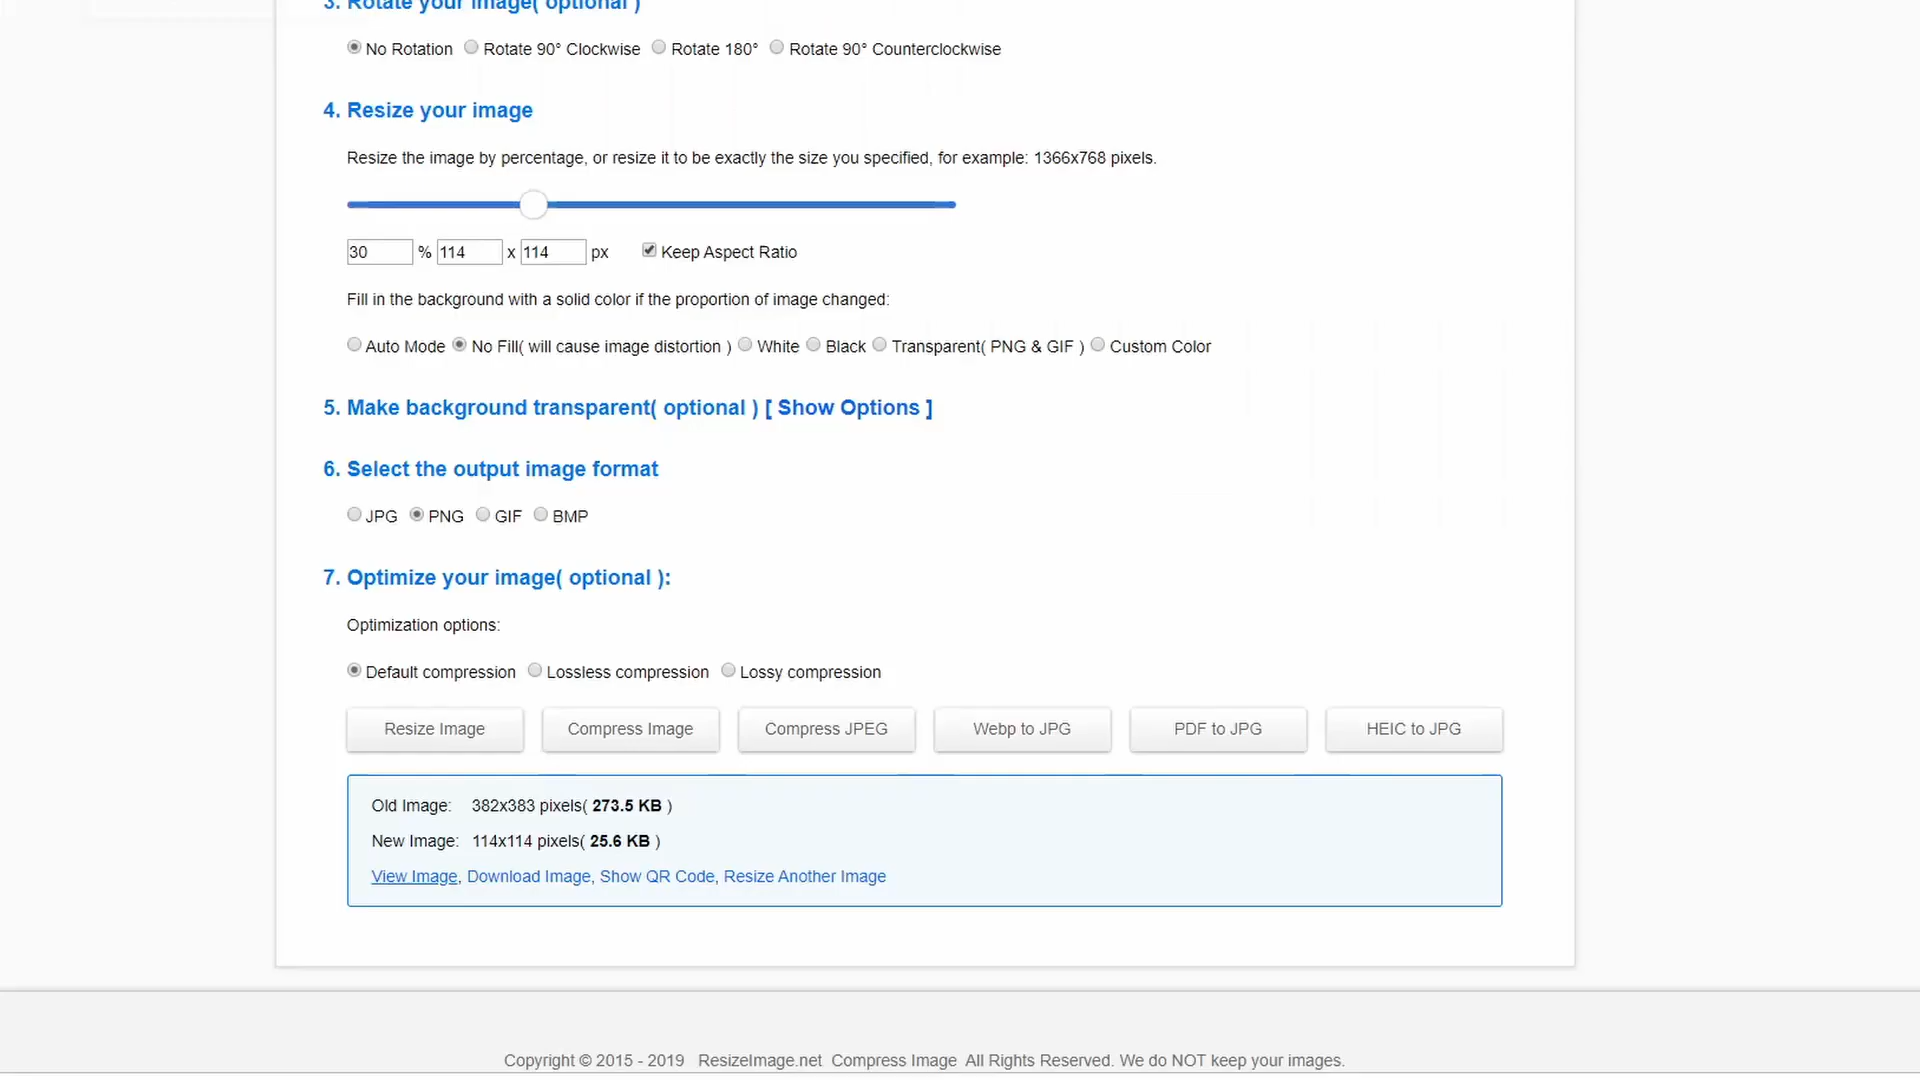 3. Rotate your image( optional )
No Rotation Rotate 90° Clockwise Rotate 180° Rotate 90° Counterclockwise
4. Resize your image
Resize the image by percentage, or resize it to be exactly the size you specified, for example: 1366x768 pixels.
30 % 114 x 114 px Keep Aspect Ratio
Fill in the background with a solid color if the proportion of image changed:
Auto Mode No Fill( will cause image distortion ) White Black Transparent( PNG & GIF ) Custom Color
5. Make background transparent( optional ) [ Show Options ]
6. Select the output image format
JPG PNG GIF BMP
7. Optimize your image( optional ):
Optimization options:
Default compression Lossless compression Lossy compression
Resize Image Compress Image Compress JPEG Webp to JPG PDF to JPG HEIC to JPG
Old Image: 382x383 pixels( 273.5 KB )
New Image: 114x114 pixels( 25.6 KB )
View Image, Download Image, Show QR Code, Resize Another Image
Copyright © 2015 - 2019 ResizeImage.net Compress Image All Rights Reserved. We do NOT keep your images.